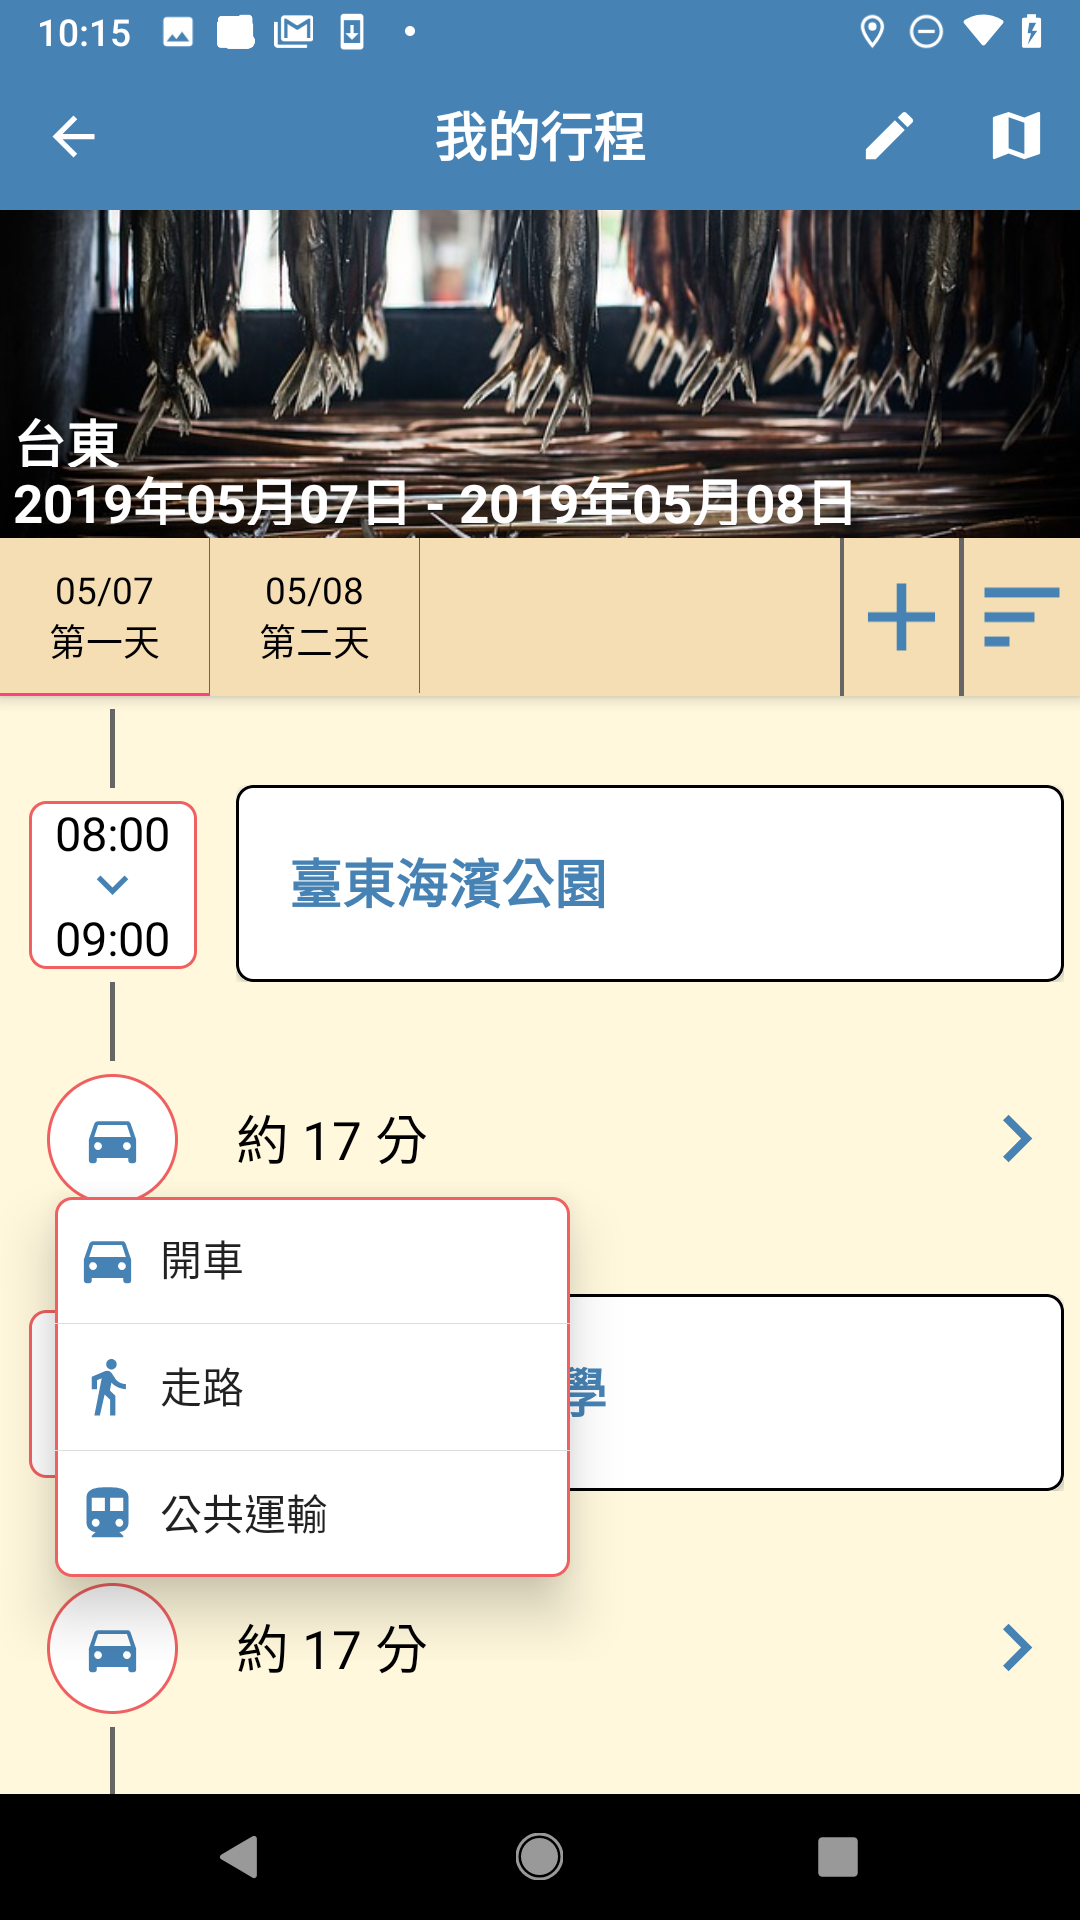 10:15
我的行程
台東
2019年05月07日 - 2019年05月08日
05/07
第一天
05/08
第二天
08:00
09:00
臺東海濱公園
約 17 分
開車
走路
公共運輸
學
約 17 分